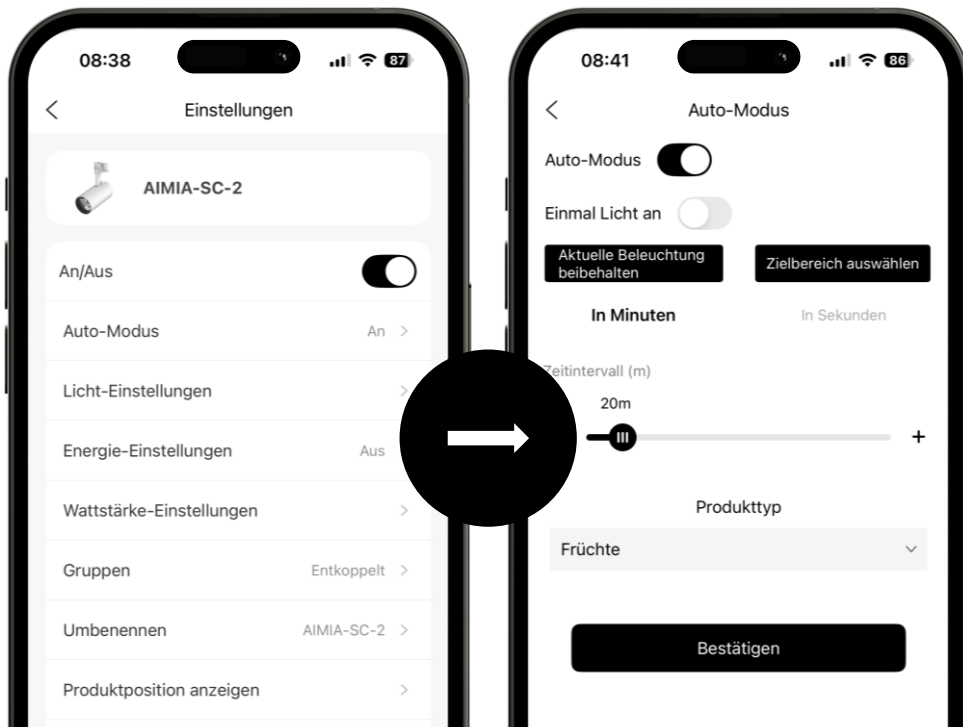 08:38
87
Einstellungen
AIMIA-SC-2
An/Aus
Auto-Modus An
Licht-Einstellungen
Energie-Einstellungen Aus
Wattstärke-Einstellungen
Gruppen Entkoppelt
Umbenennen AIMIA-SC-2
Produktposition anzeigen
08:41
86
Auto-Modus
Auto-Modus
Einmal Licht an
Aktuelle Beleuchtung
beibehalten
Zielbereich auswählen
In Minuten In Sekunden
Zeitintervall (m)
20m
+
Produkttyp
Früchte
Bestätigen